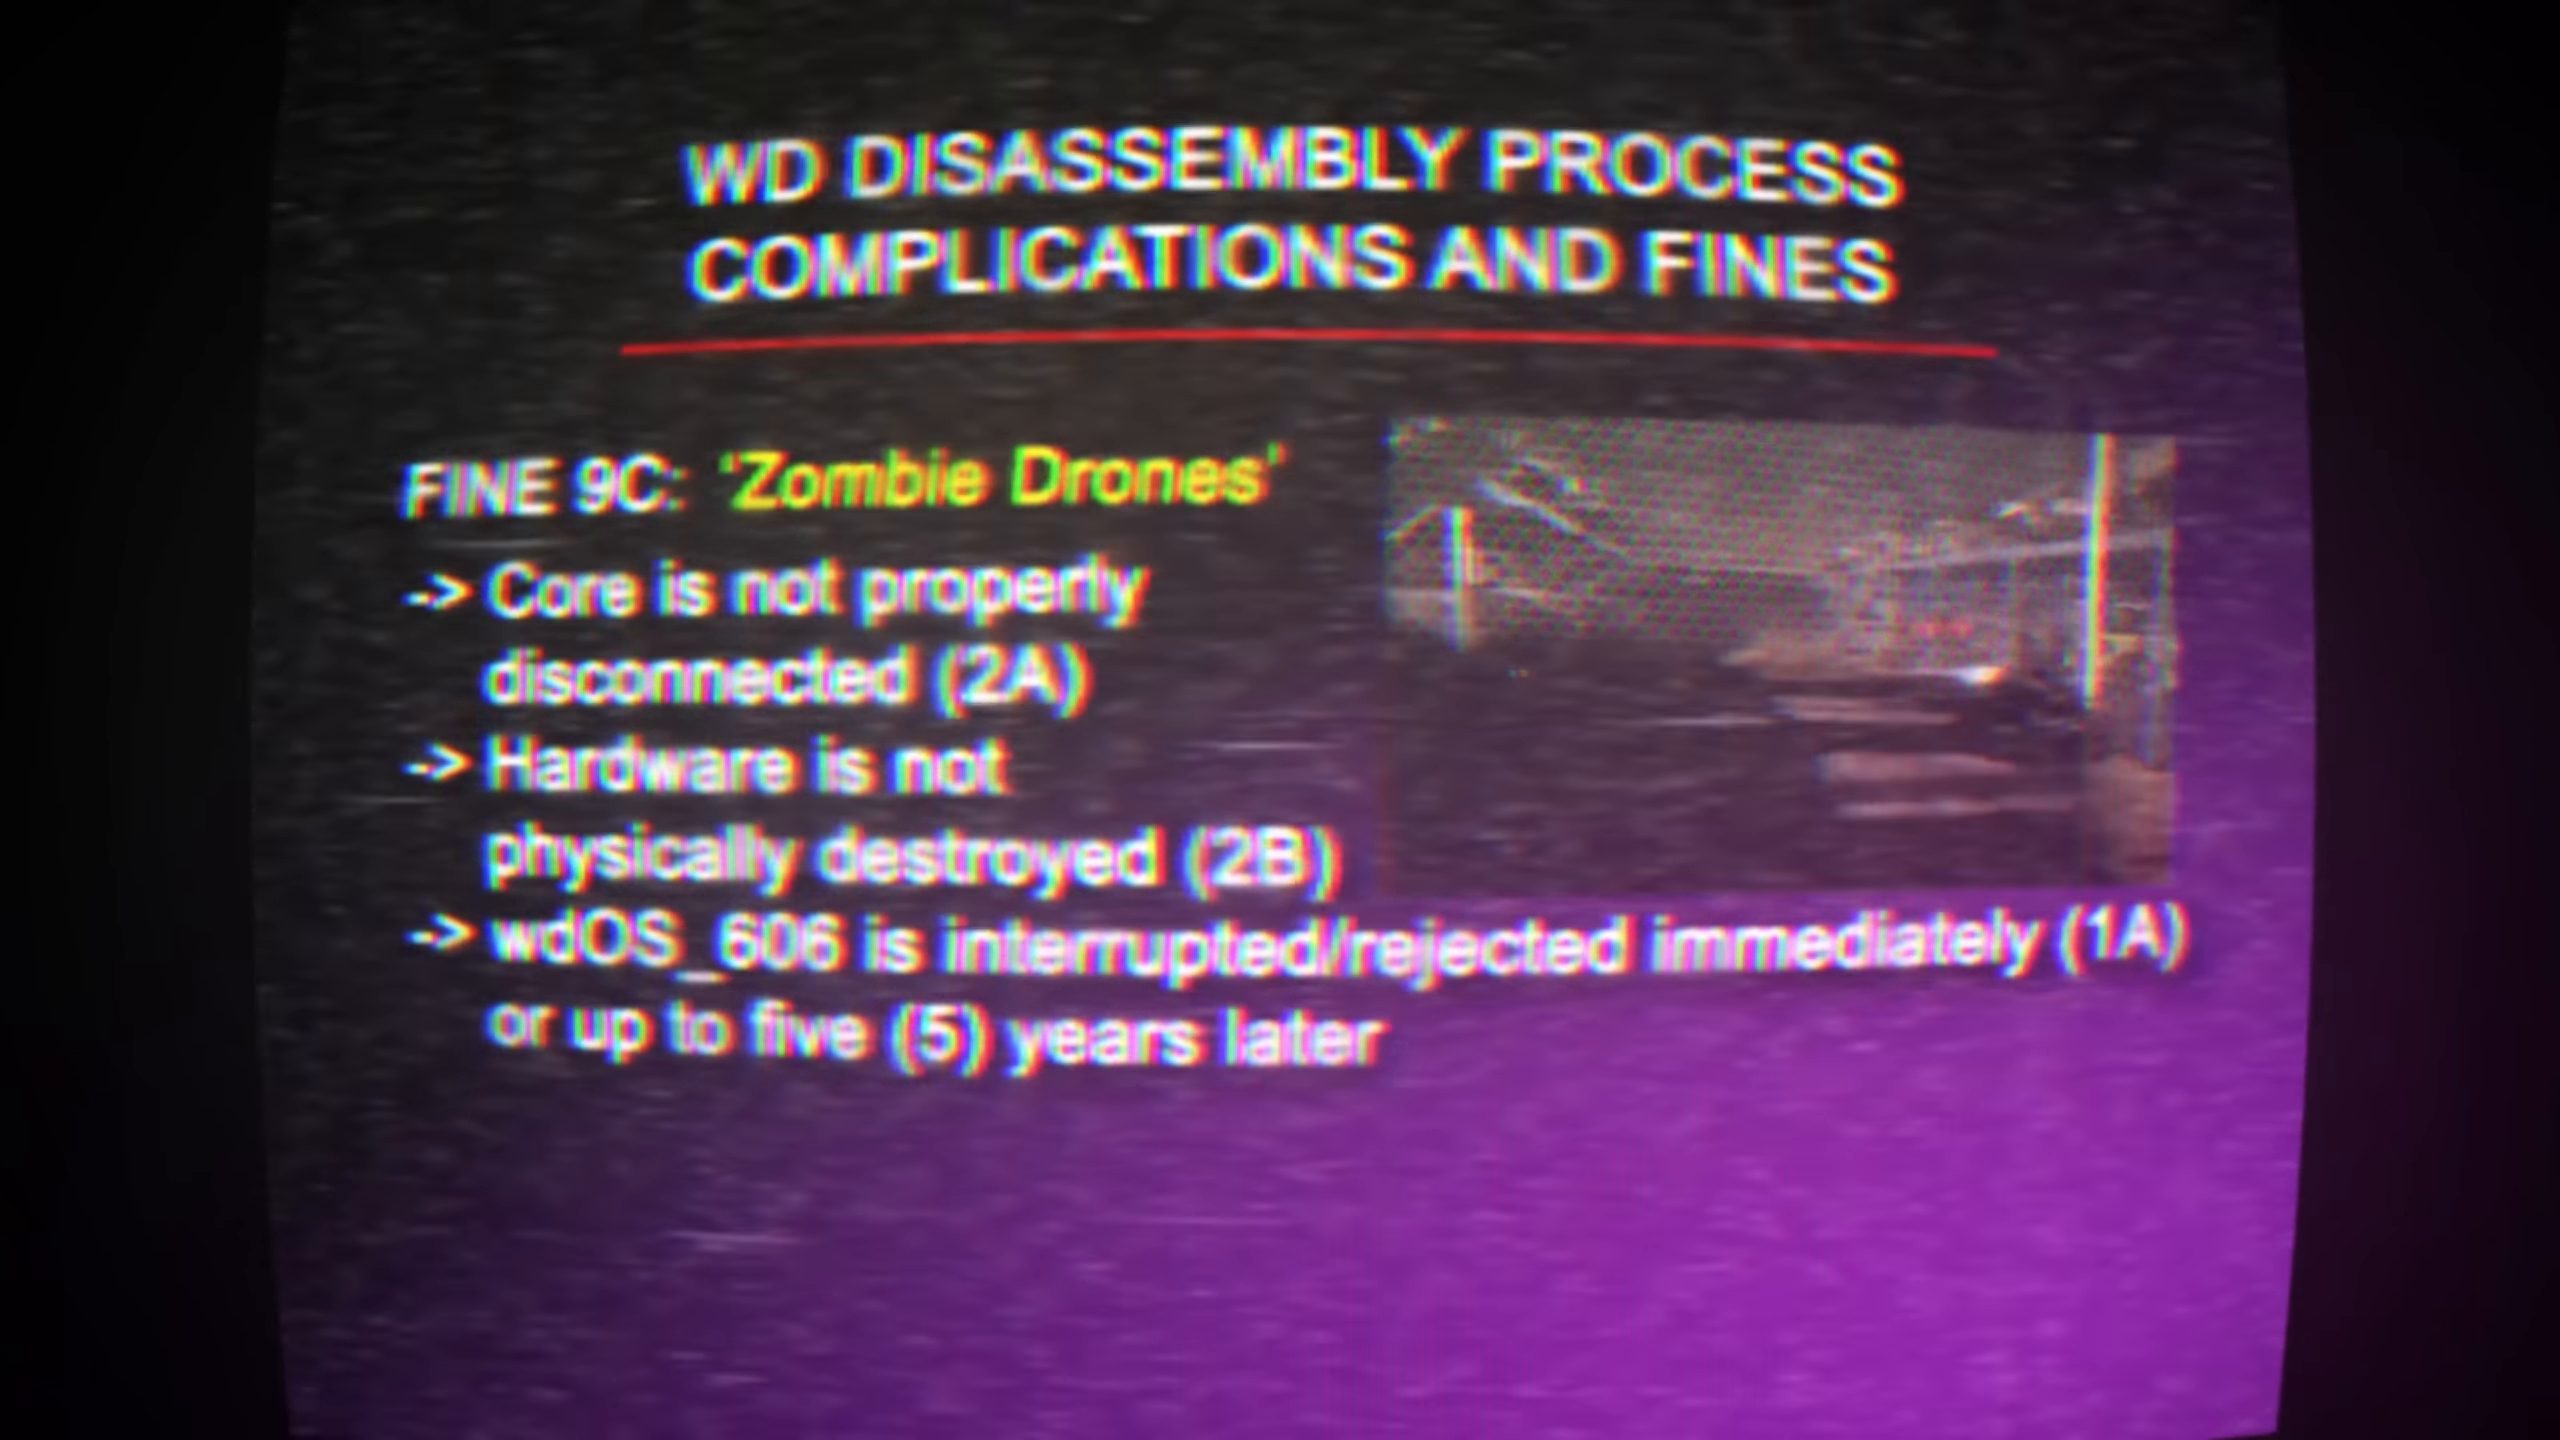 WD DISASSEMBLY PROCESS
COMPLICATIONS AND FINES
FINE 9C: 'Zombie Drones'
-> Core is not properly
disconnected (2A)
-> Hardware is not
physically destroyed (2B)
-> wdOS_606 is interrupted/rejected immediately (1A)
or up to five (5) years later